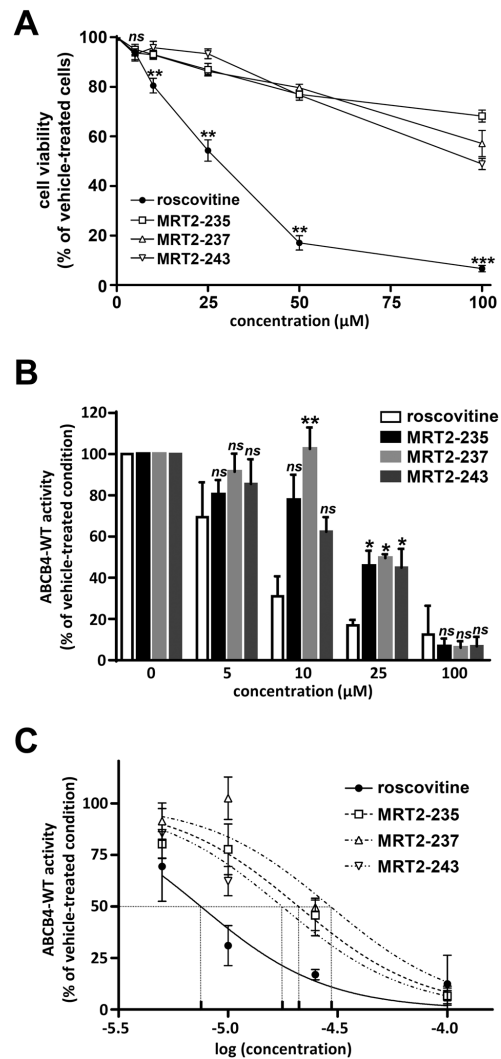 A
cell viability
(% of vehicle-treated cells)
100
80
60
40
20
0
ns
**
**
**
***
roscovitine
MRT2-235
MRT2-237
MRT2-243
0 25 50 75 100
concentration (µM)
B
ABCB4-WT activity
(% of vehicle-treated condition)
120
100
80
60
40
20
0
roscovitine
MRT2-235
MRT2-237
MRT2-243
ns ns ns
ns ** ns
* * *
ns ns ns
0 5 10 25 100
concentration (µM)
C
ABCB4-WT activity
(% of vehicle-treated condition)
100
75
50
25
0
roscovitine
MRT2-235
MRT2-237
MRT2-243
-5.5 -5.0 -4.5 -4.0
log (concentration)